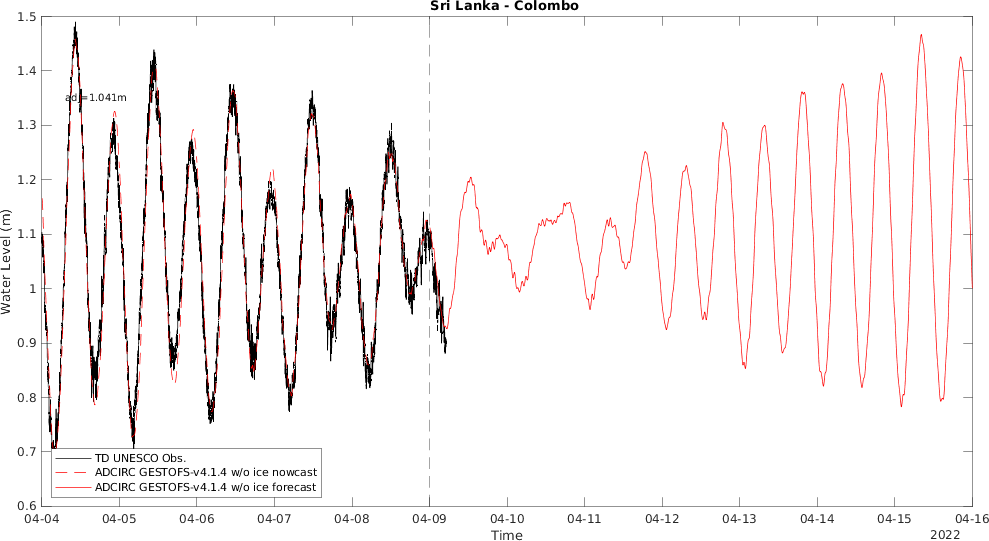 Sri Lanka - Colombo
1.5
1.4
1.3
1.2
1.1
1
0.9
0.8
0.7
0.6
Water Level (m)
adj=1.041m
TD UNESCO Obs.
ADCIRC GESTOFS-v4.1.4 w/o ice nowcast
ADCIRC GESTOFS-v4.1.4 w/o ice forecast
04-04 04-05 04-06 04-07 04-08 04-09 04-10 04-11 04-12 04-13 04-14 04-15 04-16
Time
2022